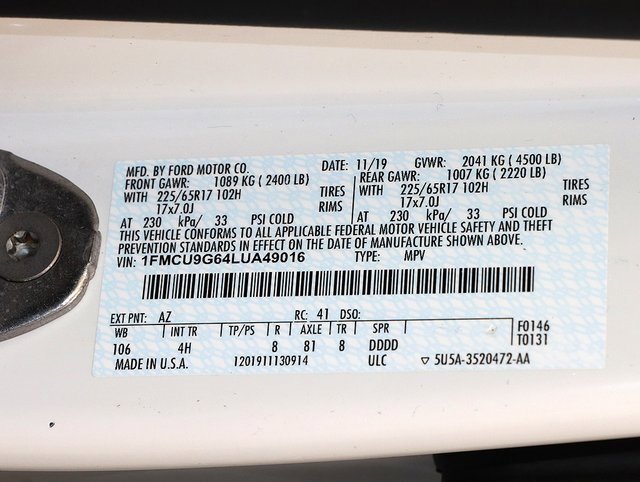 MFD. BY FORD MOTOR CO. DATE: 11/19 GVWR: 2041 KG ( 4500 LB)
FRONT GAWR: 1089 KG ( 2400 LB) REAR GAWR: 1007 KG ( 2220 LB)
WITH 225/65R17 102H TIRES WITH 225/65R17 102H TIRES
17x7.0J RIMS 17x7.0J RIMS
AT 230 kPa/ 33 PSI COLD AT 230 kPa/ 33 PSI COLD
THIS VEHICLE CONFORMS TO ALL APPLICABLE FEDERAL MOTOR VEHICLE SAFETY AND THEFT
PREVENTION STANDARDS IN EFFECT ON THE DATE OF MANUFACTURE SHOWN ABOVE.
VIN: 1FMCU9G64LUA49016 TYPE: MPV
EXT PNT: AZ RC: 41 DSO:
WB INT TR TP/PS R AXLE TR SPR F0146
106 4H 8 81 8 DDDD T0131
MADE IN U.S.A. 1201911130914 ULC ▽ 5U5A-3520472-AA